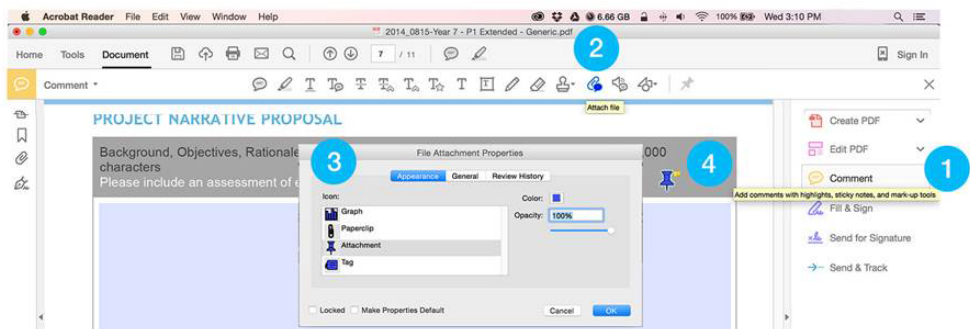 Acrobat Reader File Edit View Window Help 6.66 GB 100% Wed 3:10 PM
2014_0815-Year 7 - P1 Extended - Generic.pdf
Home Tools Document 7 / 11 Sign In
2
Comment
Attach file
PROJECT NARRATIVE PROPOSAL
Background, Objectives, Rationale 000
characters
Please include an assessment of
3
File Attachment Properties
Appearance General Review History
Icon:
Graph
Paperclip
Attachment
Tag
Color:
Opacity: 100%
Locked Make Properties Default Cancel OK
4
Create PDF
Edit PDF
Comment
1
Add comments with highlights, sticky notes, and mark-up tools
Fill & Sign
Send for Signature
Send & Track